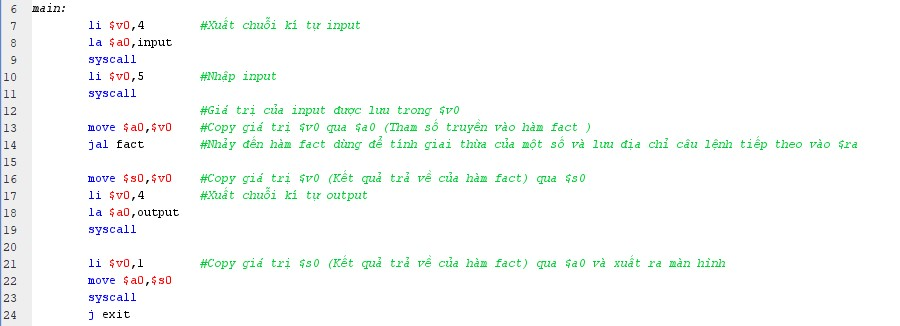 6 main:
7 li $v0,4 #Xuất chuỗi kí tự input
8 la $a0,input
9 syscall
10 li $v0,5 #Nhập input
11 syscall
12 #Giá trị của input được lưu trong $v0
13 move $a0,$v0 #Copy giá trị $v0 qua $a0 (Tham số truyền vào hàm fact )
14 jal fact #Nhảy đến hàm fact dùng để tính giai thừa của một số và lưu địa chỉ câu lệnh tiếp theo vào $ra
15
16 move $s0,$v0 #Copy giá trị $v0 (Kết quả trả về của hàm fact) qua $s0
17 li $v0,4 #Xuất chuỗi kí tự output
18 la $a0,output
19 syscall
20
21 li $v0,1 #Copy giá trị $s0 (Kết quả trả về của hàm fact) qua $a0 và xuất ra màn hình
22 move $a0,$s0
23 syscall
24 j exit